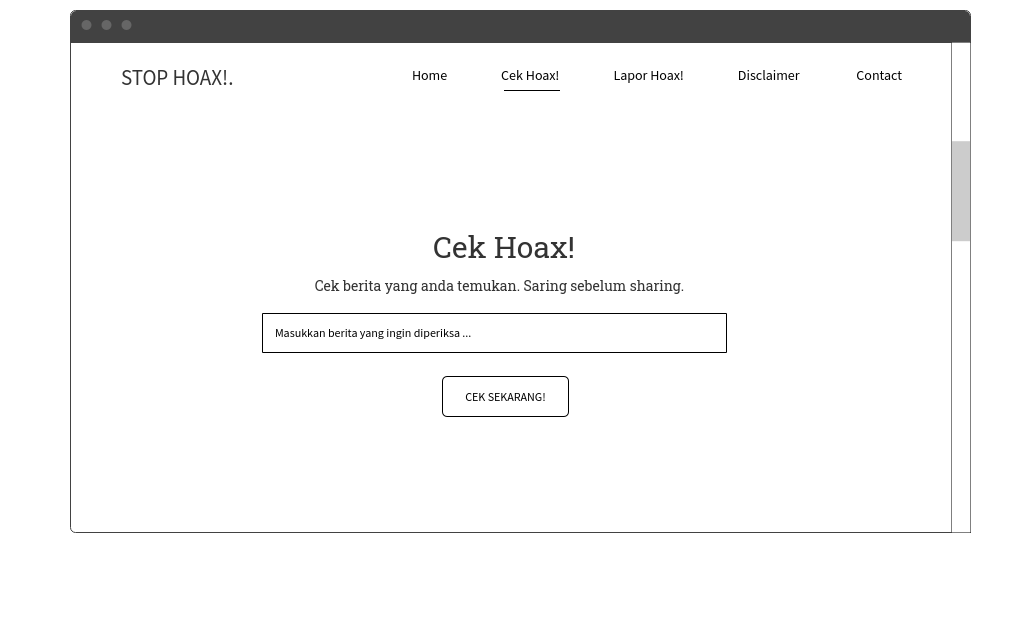 STOP HOAX!.
Home Cek Hoax! Lapor Hoax! Disclaimer Contact
Cek Hoax!
Cek berita yang anda temukan. Saring sebelum sharing.
Masukkan berita yang ingin diperiksa ...
CEK SEKARANG!